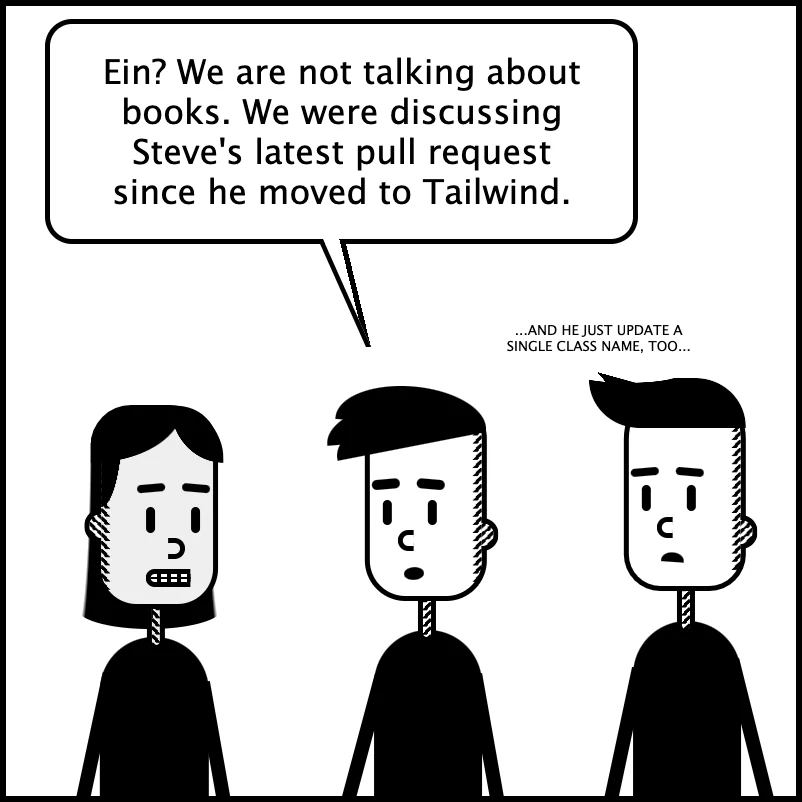 Ein? We are not talking about
books. We were discussing
Steve's latest pull request
since he moved to Tailwind.
...AND HE JUST UPDATE A
SINGLE CLASS NAME, TOO...